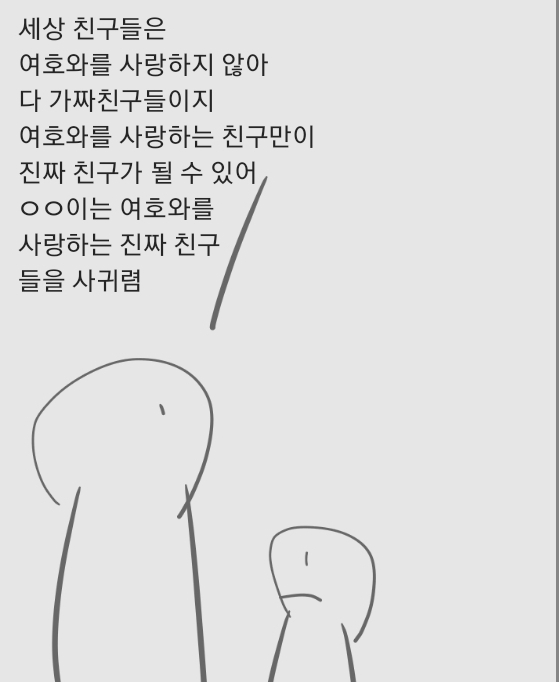 세상 친구들은
여호와를 사랑하지 않아
다 가짜친구들이지
여호와를 사랑하는 친구만이
진짜 친구가 될 수 있어
ㅇㅇ이는 여호와를
사랑하는 진짜 친구
들을 사귀렴